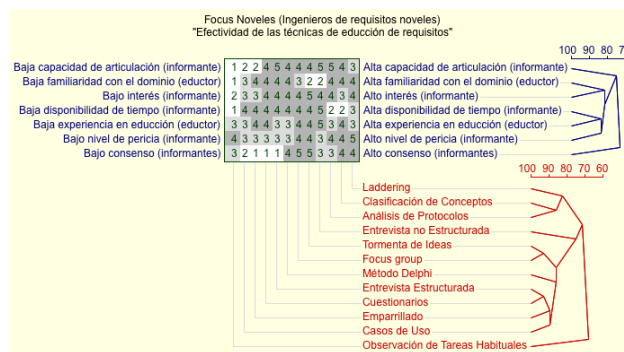 Focus Noveles (Ingenieros de requisitos noveles)
"Efectividad de las técnicas de educción de requisitos"
100 90 80 7
Baja capacidad de articulación (informante) 1 2 2 4 5 4 4 4 5 5 4 3 Alta capacidad de articulación (informante)
Baja familiaridad con el dominio (eductor) 1 3 4 4 4 4 3 2 2 4 4 4 Alta familiaridad con el dominio (eductor)
Bajo interés (informante) 2 3 3 4 4 4 4 5 4 4 3 4 Alto interés (informante)
Baja disponibilidad de tiempo (informante) 1 4 4 4 4 4 4 4 5 2 2 3 Alta disponibilidad de tiempo (informante)
Baja experiencia en educción (eductor) 3 3 4 4 3 3 4 4 5 3 4 3 Alta experiencia en educción (eductor)
Bajo nivel de pericia (informante) 4 3 3 3 3 3 4 4 3 4 4 5 Alto nivel de pericia (informante)
Bajo consenso (informantes) 3 2 1 1 1 4 5 5 3 3 4 4 Alto consenso (informantes)
100 90 80 70 60
Laddering
Clasificación de Conceptos
Análisis de Protocolos
Entrevista no Estructurada
Tormenta de Ideas
Focus group
Método Delphi
Entrevista Estructurada
Cuestionarios
Emparrillado
Casos de Uso
Observación de Tareas Habituales